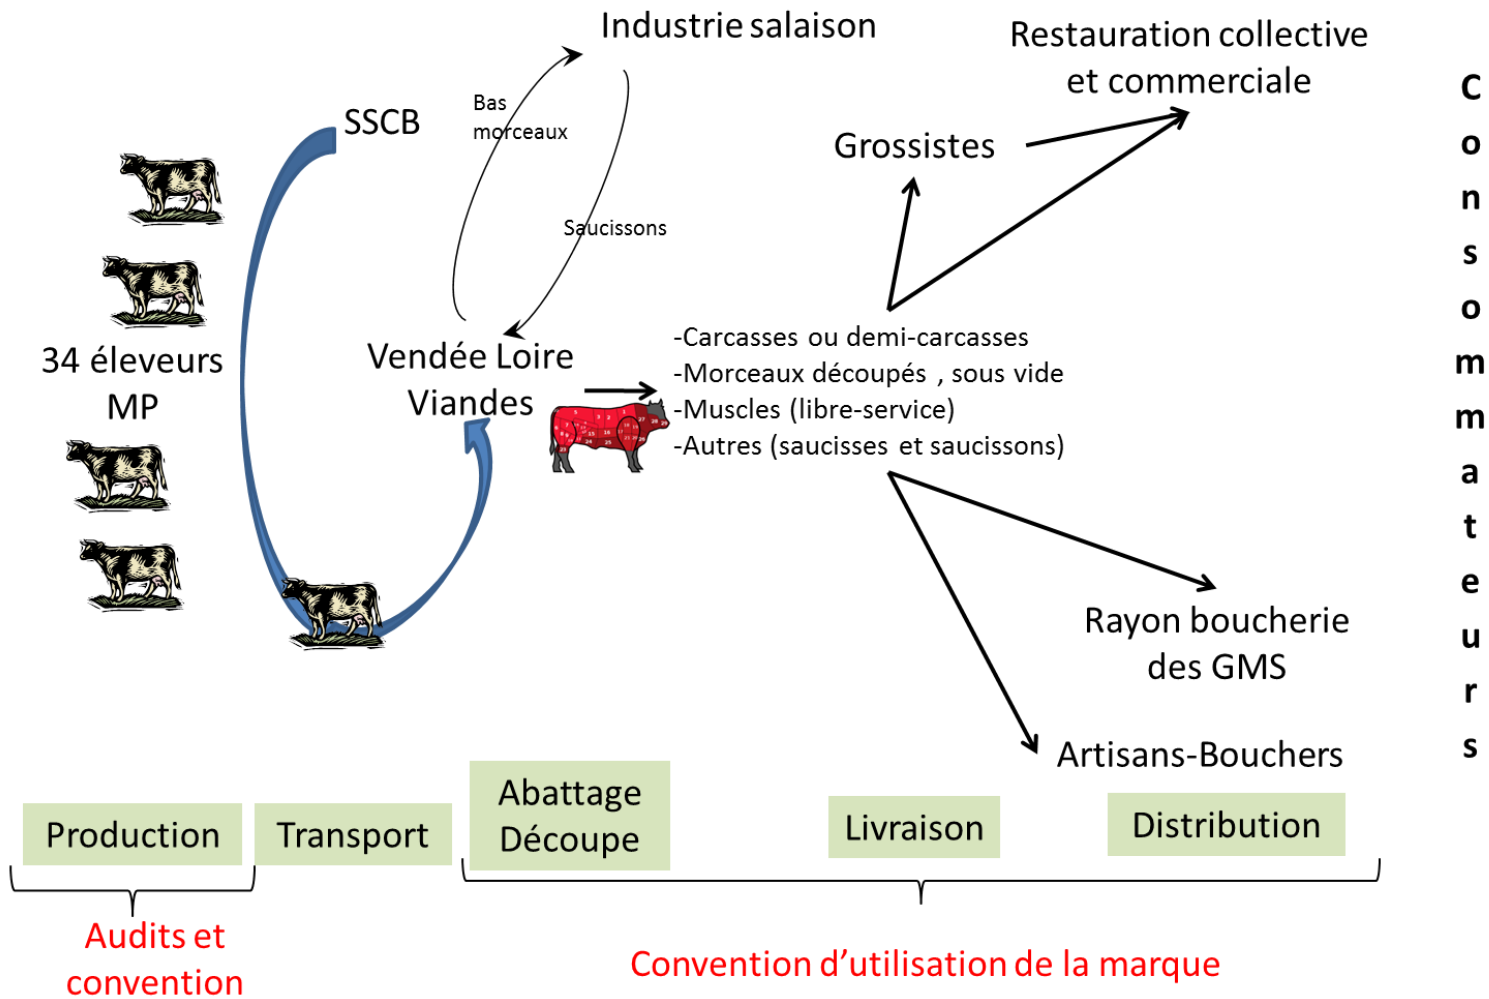 Industrie salaison
Restauration collective
et commerciale
SSCB
Bas
morceaux
Grossistes
Saucissons
34 éleveurs
MP
Vendée Loire
Viandes
-Carcasses ou demi-carcasses
-Morceaux découpés , sous vide
-Muscles (libre-service)
-Autres (saucisses et saucissons)
Rayon boucherie
des GMS
Artisans-Bouchers
C
o
n
s
o
m
m
a
t
e
u
r
s
Production
Transport
Abattage
Découpe
Livraison
Distribution
Audits et
convention
Convention d’utilisation de la marque